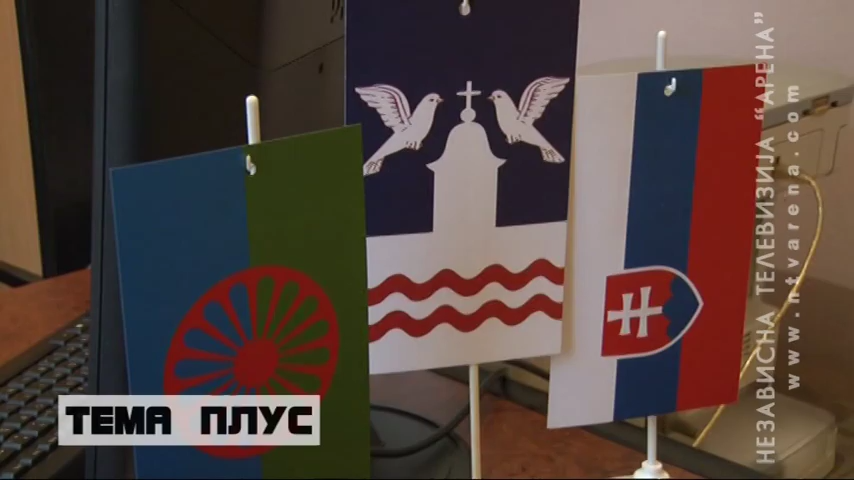 ТЕМА ПЛУС
НЕЗАВИСНА ТЕЛЕВИЗИЈА "АРЕНА"
www.ntvarena.com